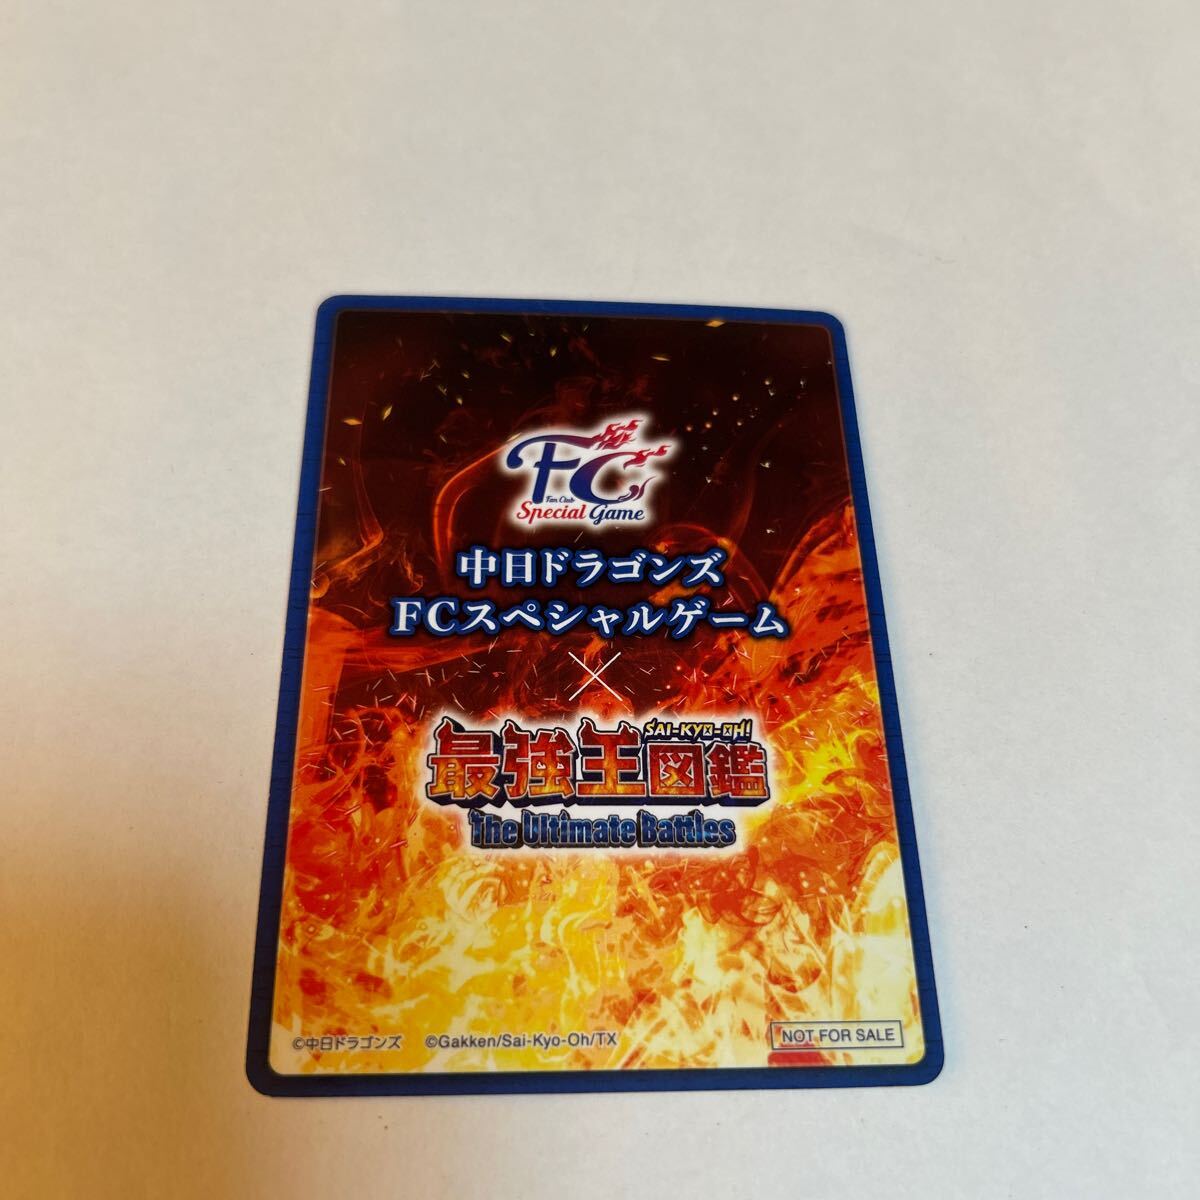 FC
Fan Club
Special Game
中日ドラゴンズ
FCスペシャルゲーム
×
SAI-KYO-OH!
最強王図鑑
The Ultimate Battles
©中日ドラゴンズ ©Gakken/Sai-Kyo-Oh/TX
NOT FOR SALE